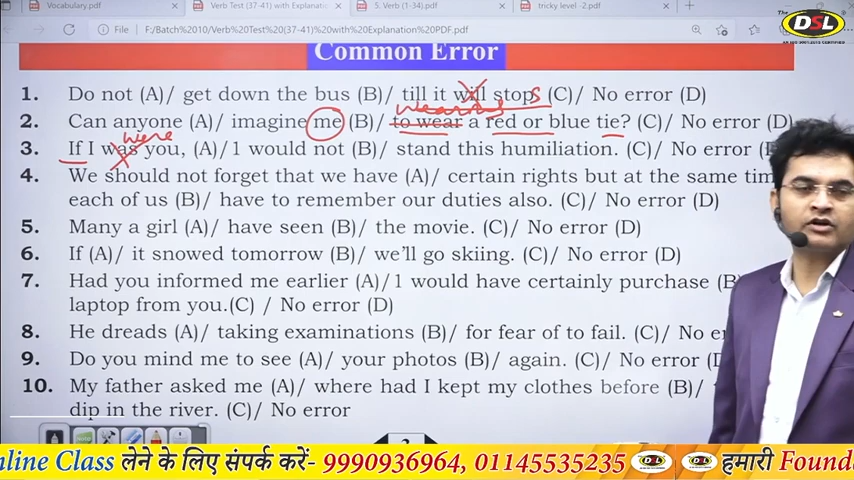 Vocabulary.pdf
Verb Test (37-41) with Explanation
5. Verb (1-34).pdf
tricky level -2.pdf
File F:/Batch%2010/Verb%20Test%20(37-41)%20with%20Explanation%20PDF.pdf
The DSL
Common Error
1. Do not (A)/ get down the bus (B)/ till it will stop s (C)/ No error (D)
wearing
2. Can anyone (A)/ imagine me (B)/ to wear a red or blue tie? (C)/ No error (D)
were
3. If I was you, (A)/1 would not (B)/ stand this humiliation. (C)/ No error
4. We should not forget that we have (A)/ certain rights but at the same tim
each of us (B)/ have to remember our duties also. (C)/ No error (D)
5. Many a girl (A)/ have seen (B)/ the movie. (C)/ No error (D)
6. If (A)/ it snowed tomorrow (B)/ we'll go skiing. (C)/ No error (D)
7. Had you informed me earlier (A)/1 would have certainly purchase (B)
laptop from you.(C) / No error (D)
8. He dreads (A)/ taking examinations (B)/ for fear of to fail. (C)/ No er
9. Do you mind me to see (A)/ your photos (B)/ again. (C)/ No error (D
10. My father asked me (A)/ where had I kept my clothes before (B)/
dip in the river. (C)/ No error
nline Class लेने के लिए संपर्क करें- 9990936964, 01145535235 DSL DSL हमारी Founda